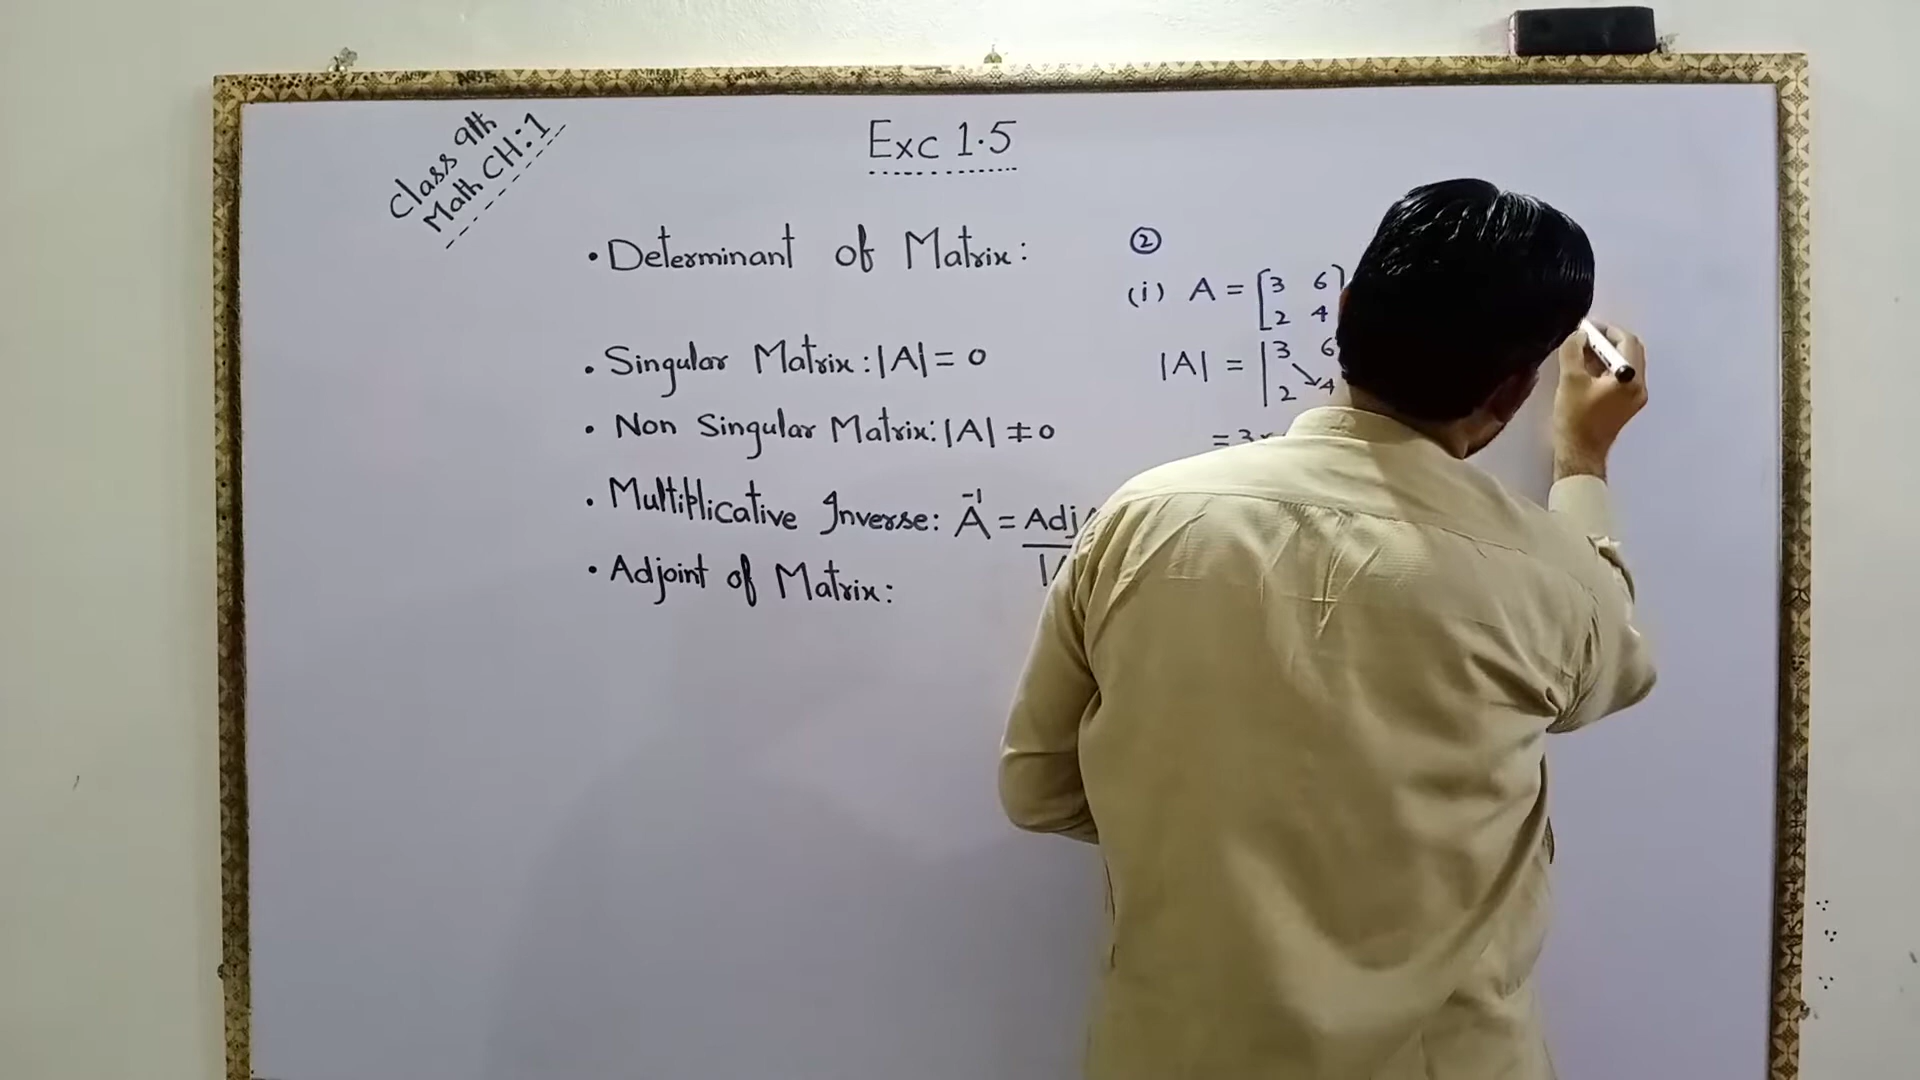 Class 9th
Math CH:1
Exc 1.5
• Determinant of Matrix:
• Singular Matrix: |A| = 0
• Non Singular Matrix: |A| ≠ 0
• Multiplicative Inverse: A⁻¹ = Adj
• Adjoint of Matrix:
②
(i) A = [3 6
2 4
|A| = |3 6
2 4
= 3×